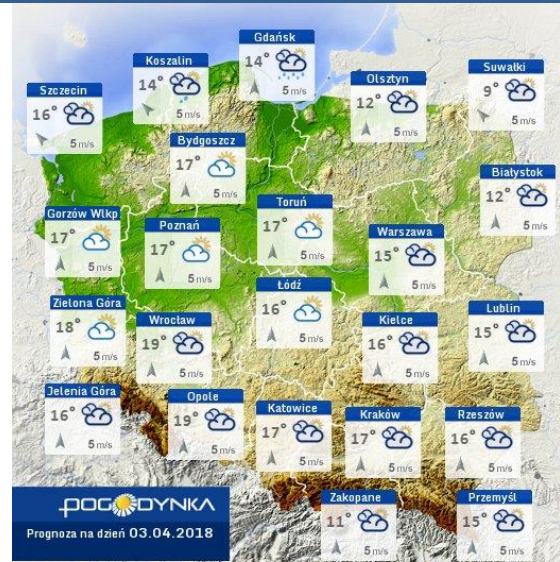 Gdańsk
14°
5 m/s
Koszalin
14°
5 m/s
Suwałki
9°
5 m/s
Olsztyn
12°
5 m/s
Szczecin
16°
5 m/s
Bydgoszcz
17°
5 m/s
Białystok
12°
5 m/s
Toruń
17°
5 m/s
Gorzów Wlkp
17°
5 m/s
Poznań
17°
5 m/s
Warszawa
15°
5 m/s
Łódź
16°
5 m/s
Zielona Góra
18°
5 m/s
Wrocław
19°
5 m/s
Kielce
16°
5 m/s
Lublin
15°
5 m/s
Jelenia Góra
16°
5 m/s
Opole
19°
5 m/s
Katowice
17°
5 m/s
Kraków
17°
5 m/s
Rzeszów
16°
5 m/s
Zakopane
11°
5 m/s
Przemyśl
15°
5 m/s
POGODYNKA
Prognoza na dzień 03.04.2018